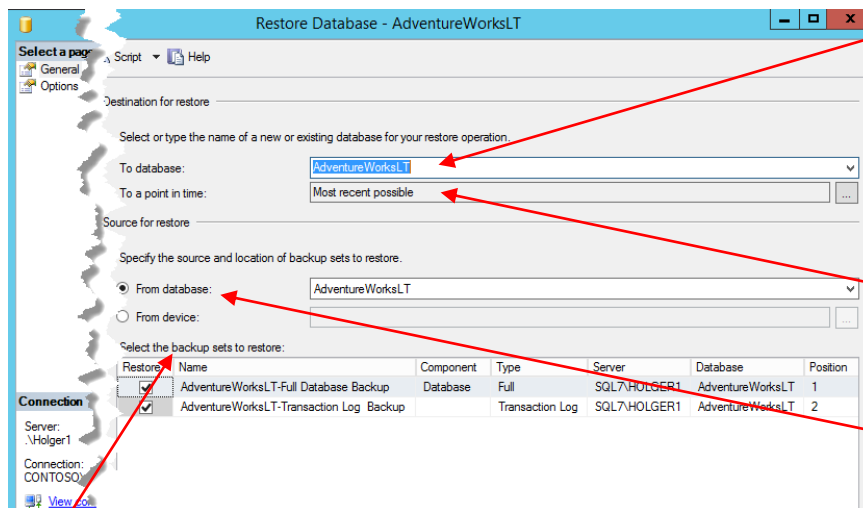 Restore Database - AdventureWorksLT
Select a page
Script Help
General
Options
Destination for restore
Select or type the name of a new or existing database for your restore operation.
To database: AdventureWorksLT
To a point in time: Most recent possible ...
Source for restore
Specify the source and location of backup sets to restore.
From database: AdventureWorksLT
From device: ...
Select the backup sets to restore:
Restore Name Component Type Server Database Position
AdventureWorksLT-Full Database Backup Database Full SQL7\HOLGER1 AdventureWorksLT 1
AdventureWorksLT-Transaction Log Backup Transaction Log SQL7\HOLGER1 AdventureWorksLT 2
Connection
Server:
.\Holger1
Connection:
CONTOSO\
View